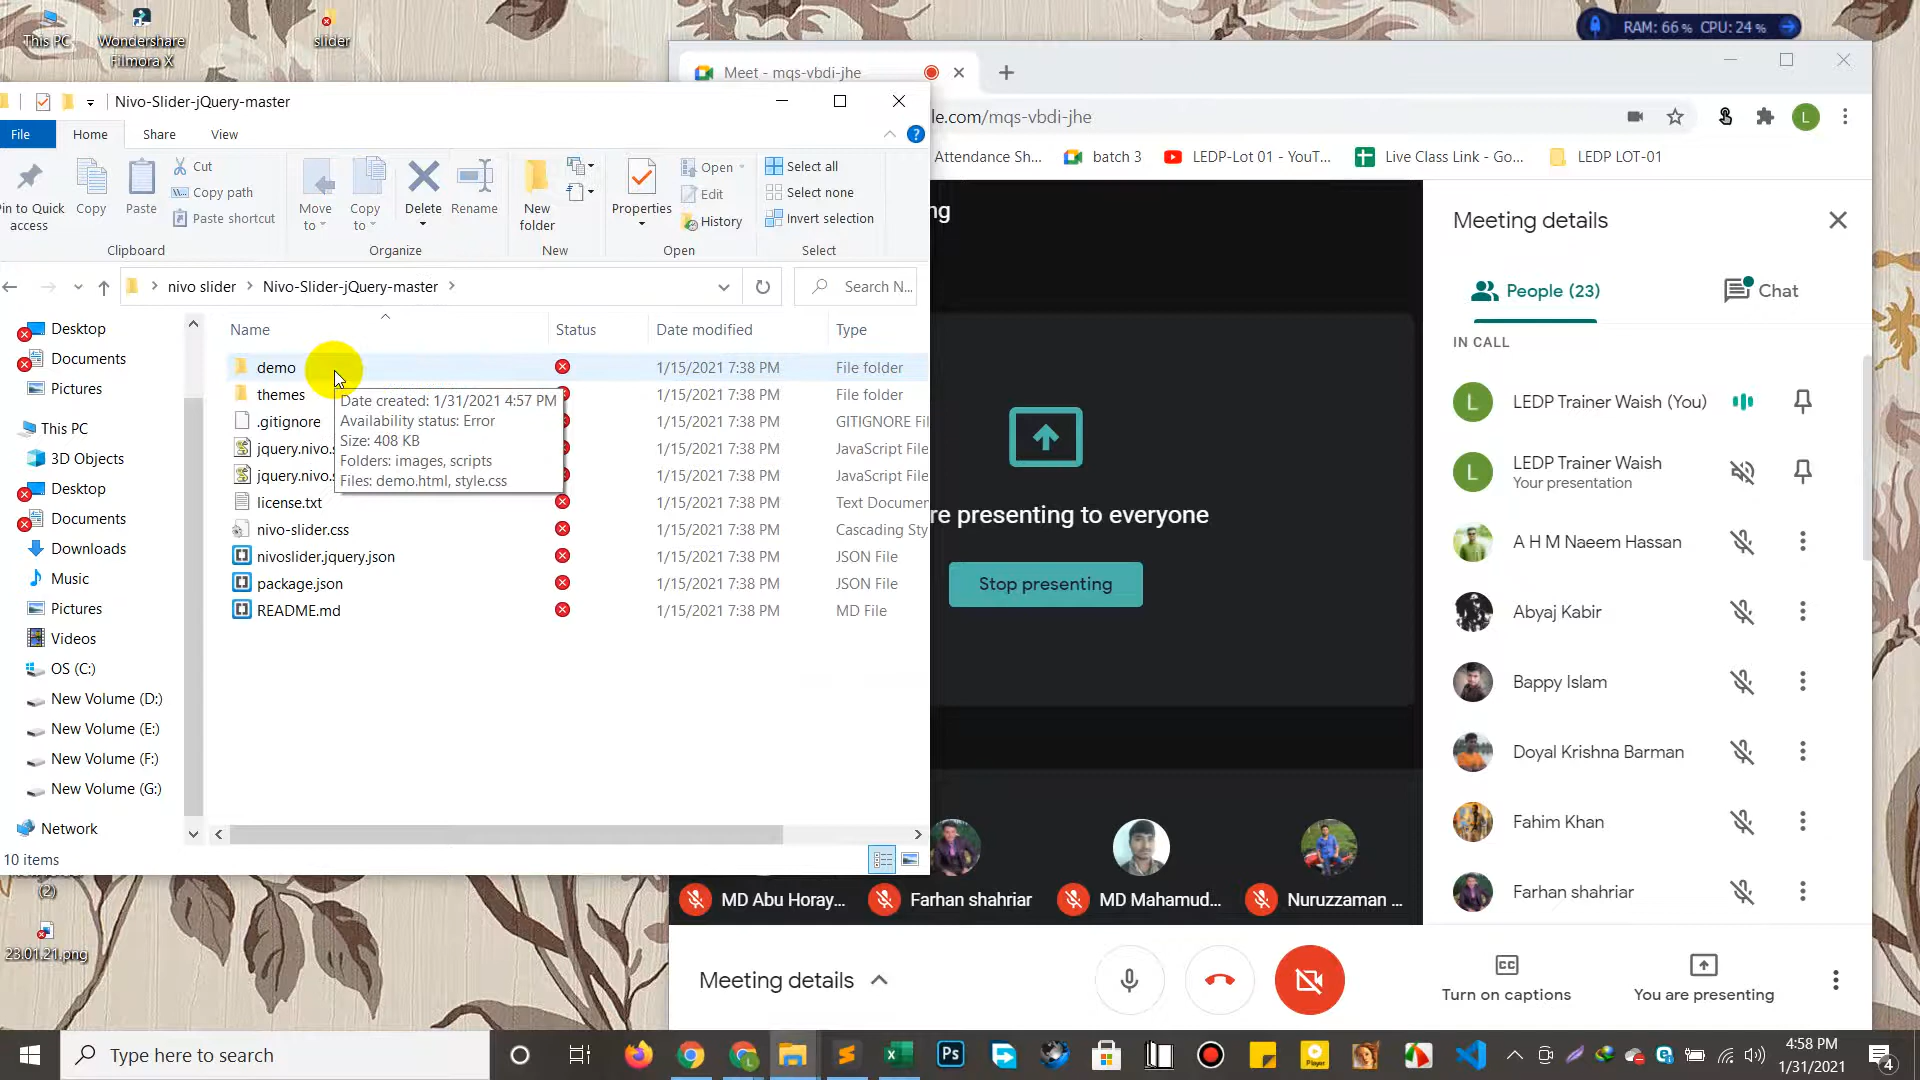 This PC
Wondershare
Filmora X
slider
RAM: 66 % CPU: 24 %
Meet - mqs-vbdi-jhe
Nivo-Slider-jQuery-master
File
Home
Share
View
le.com/mqs-vbdi-jhe
Attendance Sh...
batch 3
LEDP-Lot 01 - YouT...
Live Class Link - Go...
LEDP LOT-01
in to Quick
access
Copy
Paste
Cut
Copy path
Paste shortcut
Clipboard
Move
to
Copy
to
Delete
Rename
Organize
New
folder
New
Properties
Open
Edit
History
Open
Select all
Select none
Invert selection
Select
nivo slider
Nivo-Slider-jQuery-master
Search N...
Name
Status
Date modified
Type
demo
1/15/2021 7:38 PM
File folder
themes
1/15/2021 7:38 PM
File folder
.gitignore
1/15/2021 7:38 PM
GITIGNORE Fi
jquery.nivo.s
1/15/2021 7:38 PM
JavaScript File
jquery.nivo.s
1/15/2021 7:38 PM
JavaScript File
license.txt
1/15/2021 7:38 PM
Text Documen
nivo-slider.css
1/15/2021 7:38 PM
Cascading Sty
nivoslider.jquery.json
1/15/2021 7:38 PM
JSON File
package.json
1/15/2021 7:38 PM
JSON File
README.md
1/15/2021 7:38 PM
MD File
Date created: 1/31/2021 4:57 PM
Availability status: Error
Size: 408 KB
Folders: images, scripts
Files: demo.html, style.css
Desktop
Documents
Pictures
This PC
3D Objects
Desktop
Documents
Downloads
Music
Pictures
Videos
OS (C:)
New Volume (D:)
New Volume (E:)
New Volume (F:)
New Volume (G:)
Network
10 items
(2)
23.01.21.png
ng
re presenting to everyone
Stop presenting
MD Abu Horay...
Farhan shahriar
MD Mahamud...
Nuruzzaman ...
Meeting details
People (23)
Chat
IN CALL
L
LEDP Trainer Waish (You)
L
LEDP Trainer Waish
Your presentation
A H M Naeem Hassan
Abyaj Kabir
Bappy Islam
Doyal Krishna Barman
Fahim Khan
Farhan shahriar
Meeting details
Turn on captions
You are presenting
Type here to search
4:58 PM
1/31/2021
4